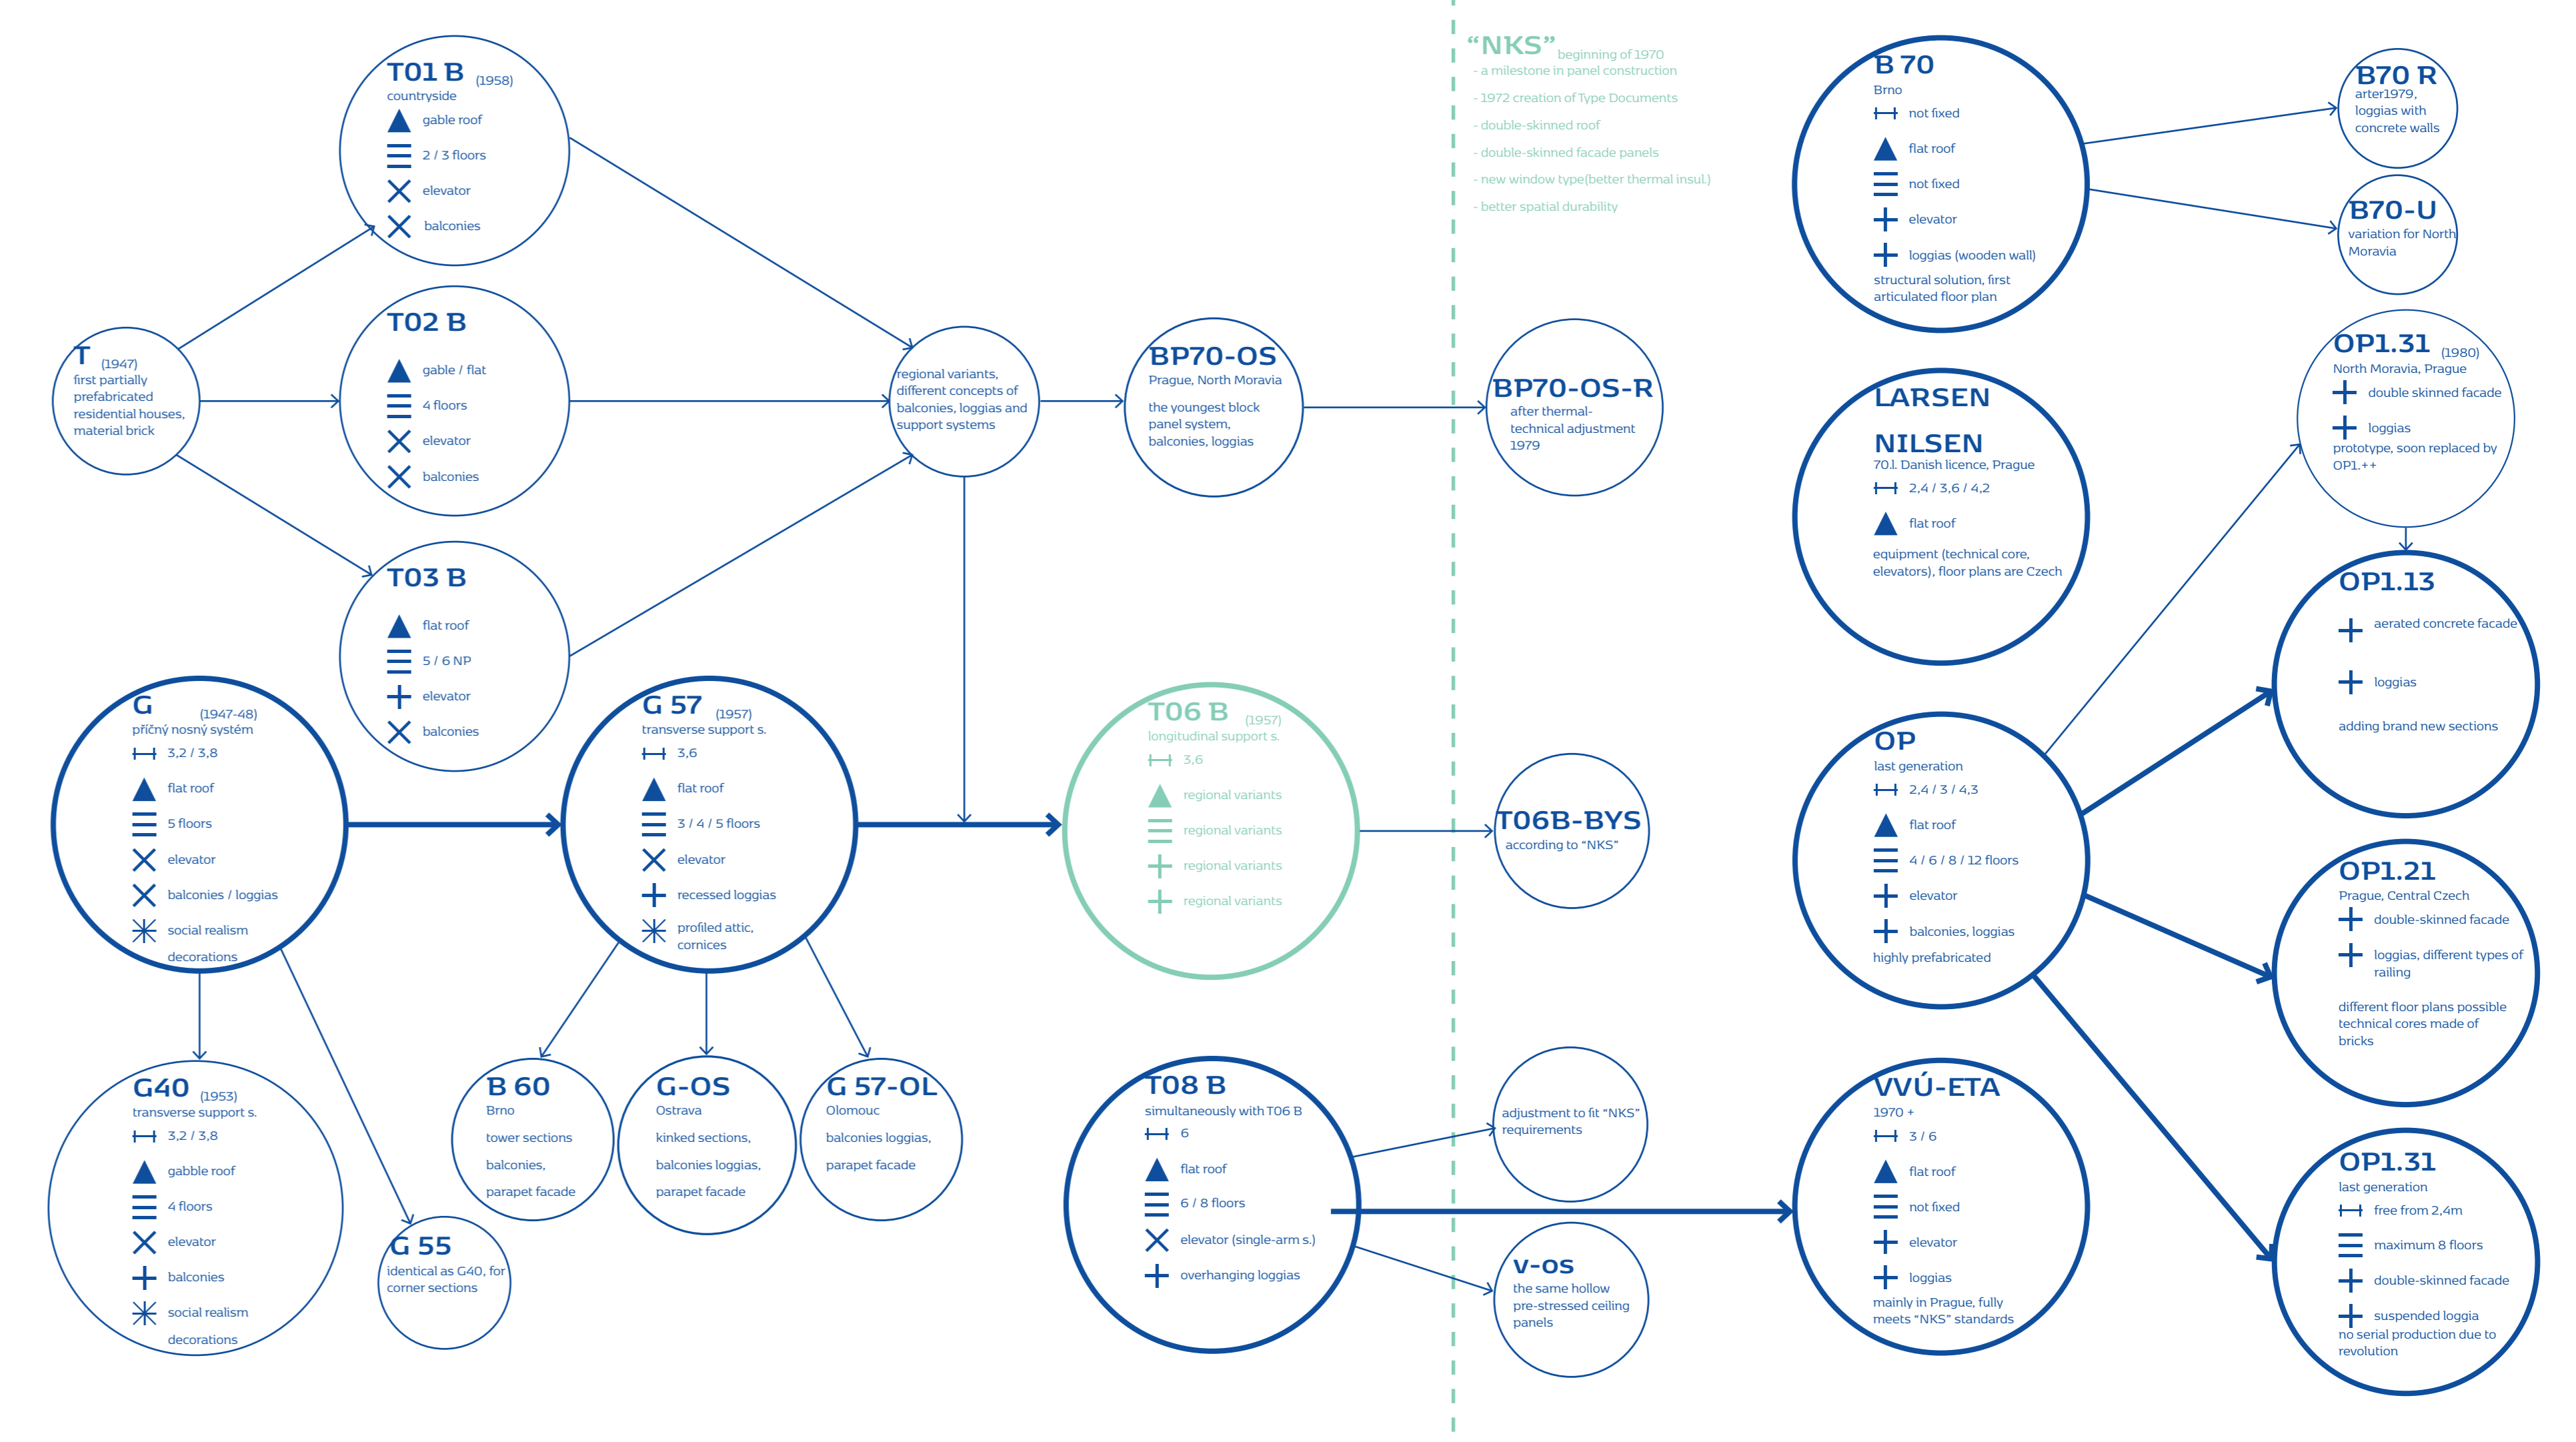 T01 B (1958)
countryside
gable roof
2 / 3 floors
elevator
balconies
T02 B
gable / flat
4 floors
elevator
balconies
T (1947)
first partially
prefabricated
residential houses,
material brick
T03 B
flat roof
5 / 6 NP
elevator
balconies
regional variants,
different concepts of
balconies, loggias and
support systems
BP70-OS
Prague, North Moravia
the youngest block
panel system,
balconies, loggias
G (1947-48)
příčný nosný systém
3,2 / 3,8
flat roof
5 floors
elevator
balconies / loggias
social realism
decorations
G 57 (1957)
transverse support s.
3,6
flat roof
3 / 4 / 5 floors
elevator
recessed loggias
profiled attic,
cornices
T06 B (1957)
longitudinal support s.
3,6
regional variants
regional variants
regional variants
regional variants
G40 (1953)
transverse support s.
3,2 / 3,8
gabble roof
4 floors
elevator
balconies
social realism
decorations
G 55
identical as G40, for
corner sections
B 60
Brno
tower sections
balconies,
parapet facade
G-OS
Ostrava
kinked sections,
balconies loggias,
parapet facade
G 57-OL
Olomouc
balconies loggias,
parapet facade
T08 B
simultaneously with T06 B
6
flat roof
6 / 8 floors
elevator (single-arm s.)
overhanging loggias
“NKS” beginning of 1970
- a milestone in panel construction
- 1972 creation of Type Documents
- double-skinned roof
- double-skinned facade panels
- new window type(better thermal insul.)
- better spatial durability
BP70-OS-R
after thermal-
technical adjustment
1979
T06B-BYS
according to “NKS”
adjustment to fit “NKS”
requirements
V-OS
the same hollow
pre-stressed ceiling
panels
B 70
Brno
not fixed
flat roof
not fixed
elevator
loggias (wooden wall)
structural solution, first
articulated floor plan
LARSEN
NILSEN
70.l. Danish licence, Prague
2,4 / 3,6 / 4,2
flat roof
equipment (technical core,
elevators), floor plans are Czech
OP
last generation
2,4 / 3 / 4,3
flat roof
4 / 6 / 8 / 12 floors
elevator
balconies, loggias
highly prefabricated
VVÚ-ETA
1970 +
3 / 6
flat roof
not fixed
elevator
loggias
mainly in Prague, fully
meets “NKS” standards
B70 R
arter1979,
loggias with
concrete walls
B70-U
variation for North
Moravia
OP1.31 (1980)
North Moravia, Prague
double skinned facade
loggias
prototype, soon replaced by
OP1.++
OP1.13
aerated concrete facade
loggias
adding brand new sections
OP1.21
Prague, Central Czech
double-skinned facade
loggias, different types of
railing
different floor plans possible
technical cores made of
bricks
OP1.31
last generation
free from 2,4m
maximum 8 floors
double-skinned facade
suspended loggia
no serial production due to
revolution